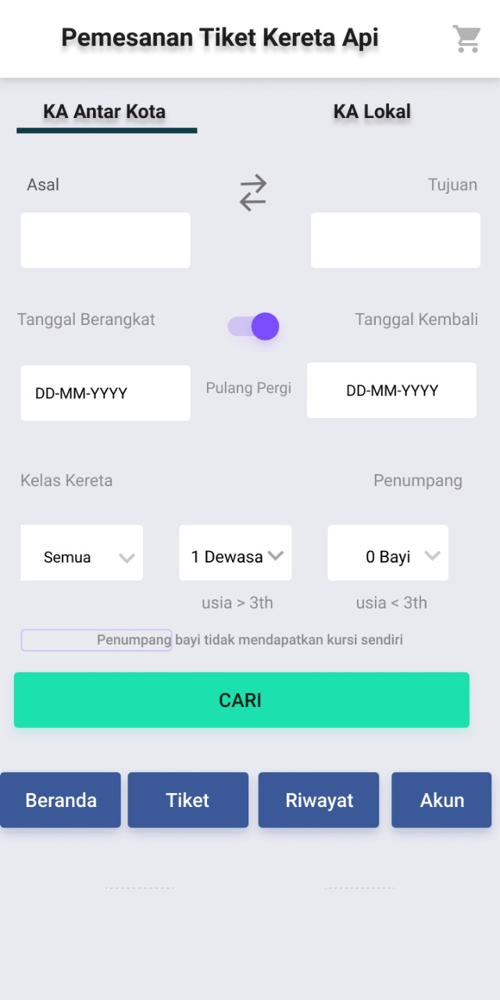 Pemesanan Tiket Kereta Api
KA Antar Kota
KA Lokal
Asal
Tujuan
Tanggal Berangkat
Tanggal Kembali
DD-MM-YYYY
Pulang Pergi
DD-MM-YYYY
Kelas Kereta
Penumpang
Semua
1 Dewasa
0 Bayi
usia > 3th
usia < 3th
Penumpang bayi tidak mendapatkan kursi sendiri
CARI
Beranda
Tiket
Riwayat
Akun